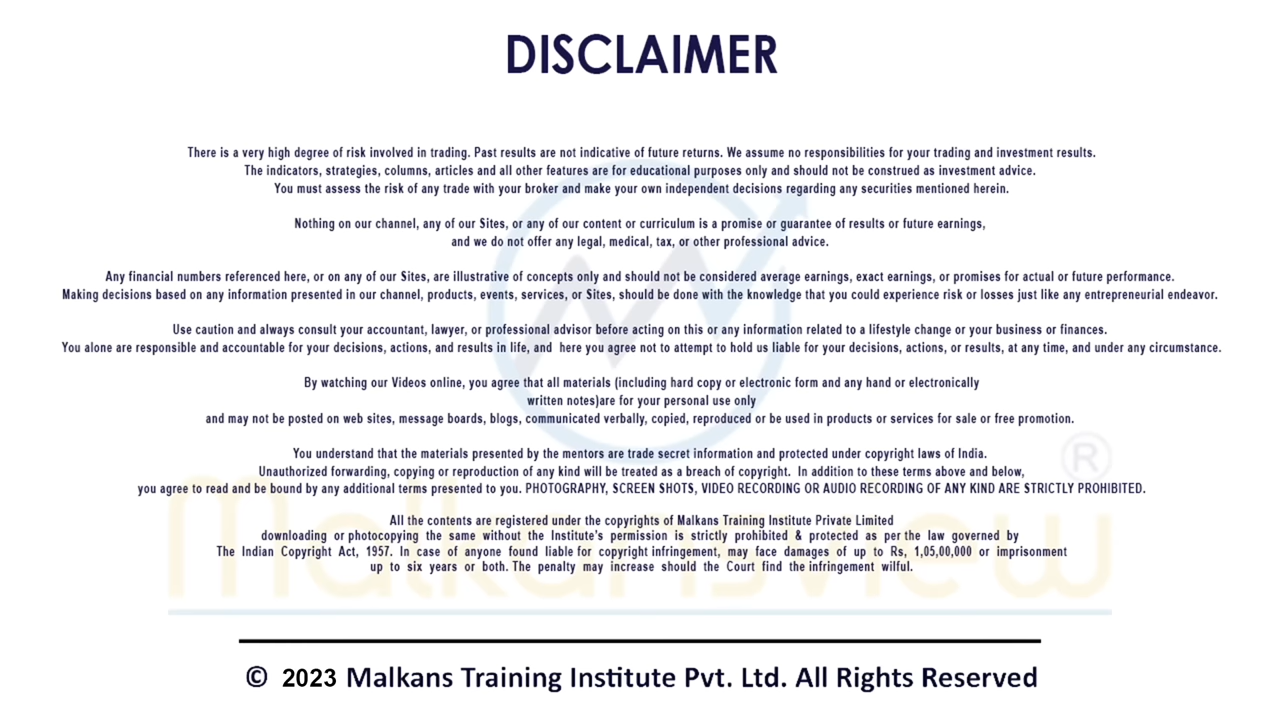 DISCLAIMER
There is a very high degree of risk involved in trading. Past results are not indicative of future returns. We assume no responsibilities for your trading and investment results.
The indicators, strategies, columns, articles and all other features are for educational purposes only and should not be construed as investment advice.
You must assess the risk of any trade with your broker and make your own independent decisions regarding any securities mentioned herein.
Nothing on our channel, any of our Sites, or any of our content or curriculum is a promise or guarantee of results or future earnings,
and we do not offer any legal, medical, tax, or other professional advice.
Any financial numbers referenced here, or on any of our Sites, are illustrative of concepts only and should not be considered average earnings, exact earnings, or promises for actual or future performance.
Making decisions based on any information presented in our channel, products, events, services, or Sites, should be done with the knowledge that you could experience risk or losses just like any entrepreneurial endeavor.
Use caution and always consult your accountant, lawyer, or professional advisor before acting on this or any information related to a lifestyle change or your business or finances.
You alone are responsible and accountable for your decisions, actions, and results in life, and here you agree not to attempt to hold us liable for your decisions, actions, or results, at any time, and under any circumstance.
By watching our Videos online, you agree that all materials (including hard copy or electronic form and any hand or electronically
written notes)are for your personal use only
and may not be posted on web sites, message boards, blogs, communicated verbally, copied, reproduced or be used in products or services for sale or free promotion.
You understand that the materials presented by the mentors are trade secret information and protected under copyright laws of India.
Unauthorized forwarding, copying or reproduction of any kind will be treated as a breach of copyright. In addition to these terms above and below,
you agree to read and be bound by any additional terms presented to you. PHOTOGRAPHY, SCREEN SHOTS, VIDEO RECORDING OR AUDIO RECORDING OF ANY KIND ARE STRICTLY PROHIBITED.
All the contents are registered under the copyrights of Malkans Training Institute Private Limited
downloading or photocopying the same without the Institute's permission is strictly prohibited & protected as per the law governed by
The Indian Copyright Act, 1957. In case of anyone found liable for copyright infringement, may face damages of up to Rs, 1,05,00,000 or imprisonment
up to six years or both. The penalty may increase should the Court find the infringement wilful.
Malkansview ®
© 2023 Malkans Training Institute Pvt. Ltd. All Rights Reserved